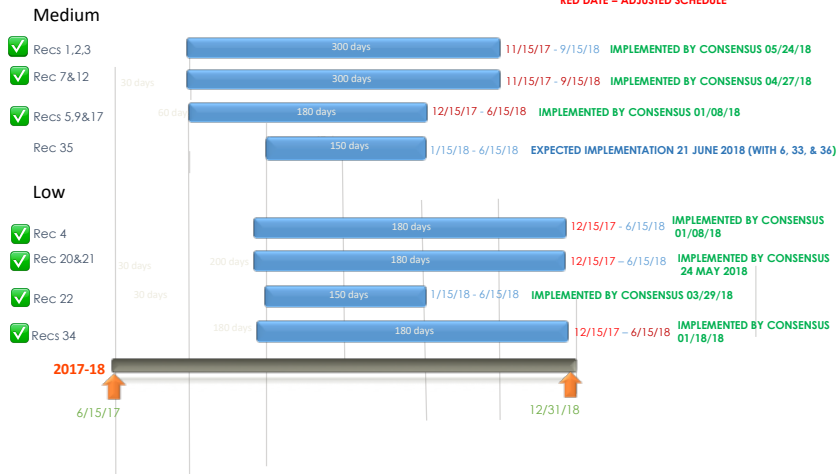 RED DATE = ADJUSTED SCHEDULE
Medium
Recs 1,2,3 300 days 11/15/17 - 9/15/18 IMPLEMENTED BY CONSENSUS 05/24/18
Rec 7&12 30 days 300 days 11/15/17 - 9/15/18 IMPLEMENTED BY CONSENSUS 04/27/18
Recs 5,9&17 60 day 180 days 12/15/17 - 6/15/18 IMPLEMENTED BY CONSENSUS 01/08/18
Rec 35 150 days 1/15/18 - 6/15/18 EXPECTED IMPLEMENTATION 21 JUNE 2018 (WITH 6, 33, & 36)
Low
Rec 4 180 days 12/15/17 - 6/15/18 IMPLEMENTED BY CONSENSUS
01/08/18
Rec 20&21 30 days 200 days 180 days 12/15/17 – 6/15/18 IMPLEMENTED BY CONSENSUS
24 MAY 2018
Rec 22 30 days 150 days 1/15/18 - 6/15/18 IMPLEMENTED BY CONSENSUS 03/29/18
Recs 34 180 days 180 days 12/15/17 – 6/15/18 IMPLEMENTED BY CONSENSUS
01/18/18
2017-18
6/15/17 12/31/18